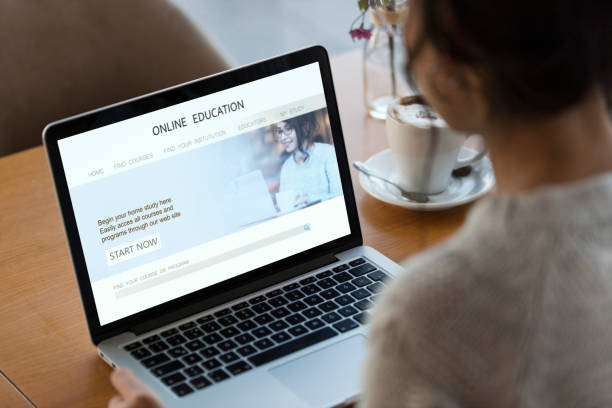 ONLINE EDUCATION
HOME FIND COURSES FIND YOUR INSTITUTION EDUCATORS MY STUDY
Begin your home study here
Easily acces all courses and
programs through our web site
START NOW
FIND YOUR COURSE OR PROGRAM